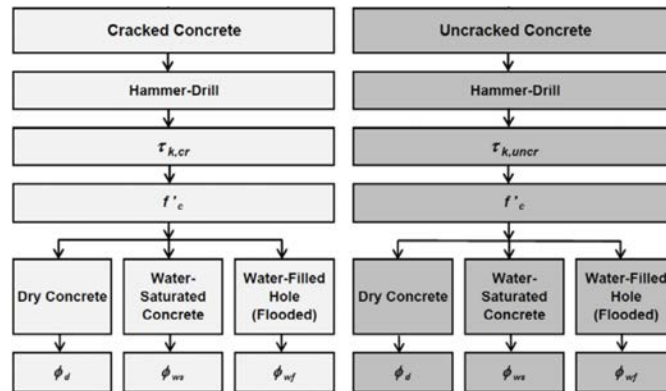 Cracked Concrete
Uncracked Concrete
Hammer-Drill
Hammer-Drill
τk,cr
τk,uncr
f'c
f'c
Dry Concrete
Water-
Saturated
Concrete
Water-Filled
Hole
(Flooded)
Dry Concrete
Water-
Saturated
Concrete
Water-Filled
Hole
(Flooded)
ϕd
ϕws
ϕwf
ϕd
ϕws
ϕwf